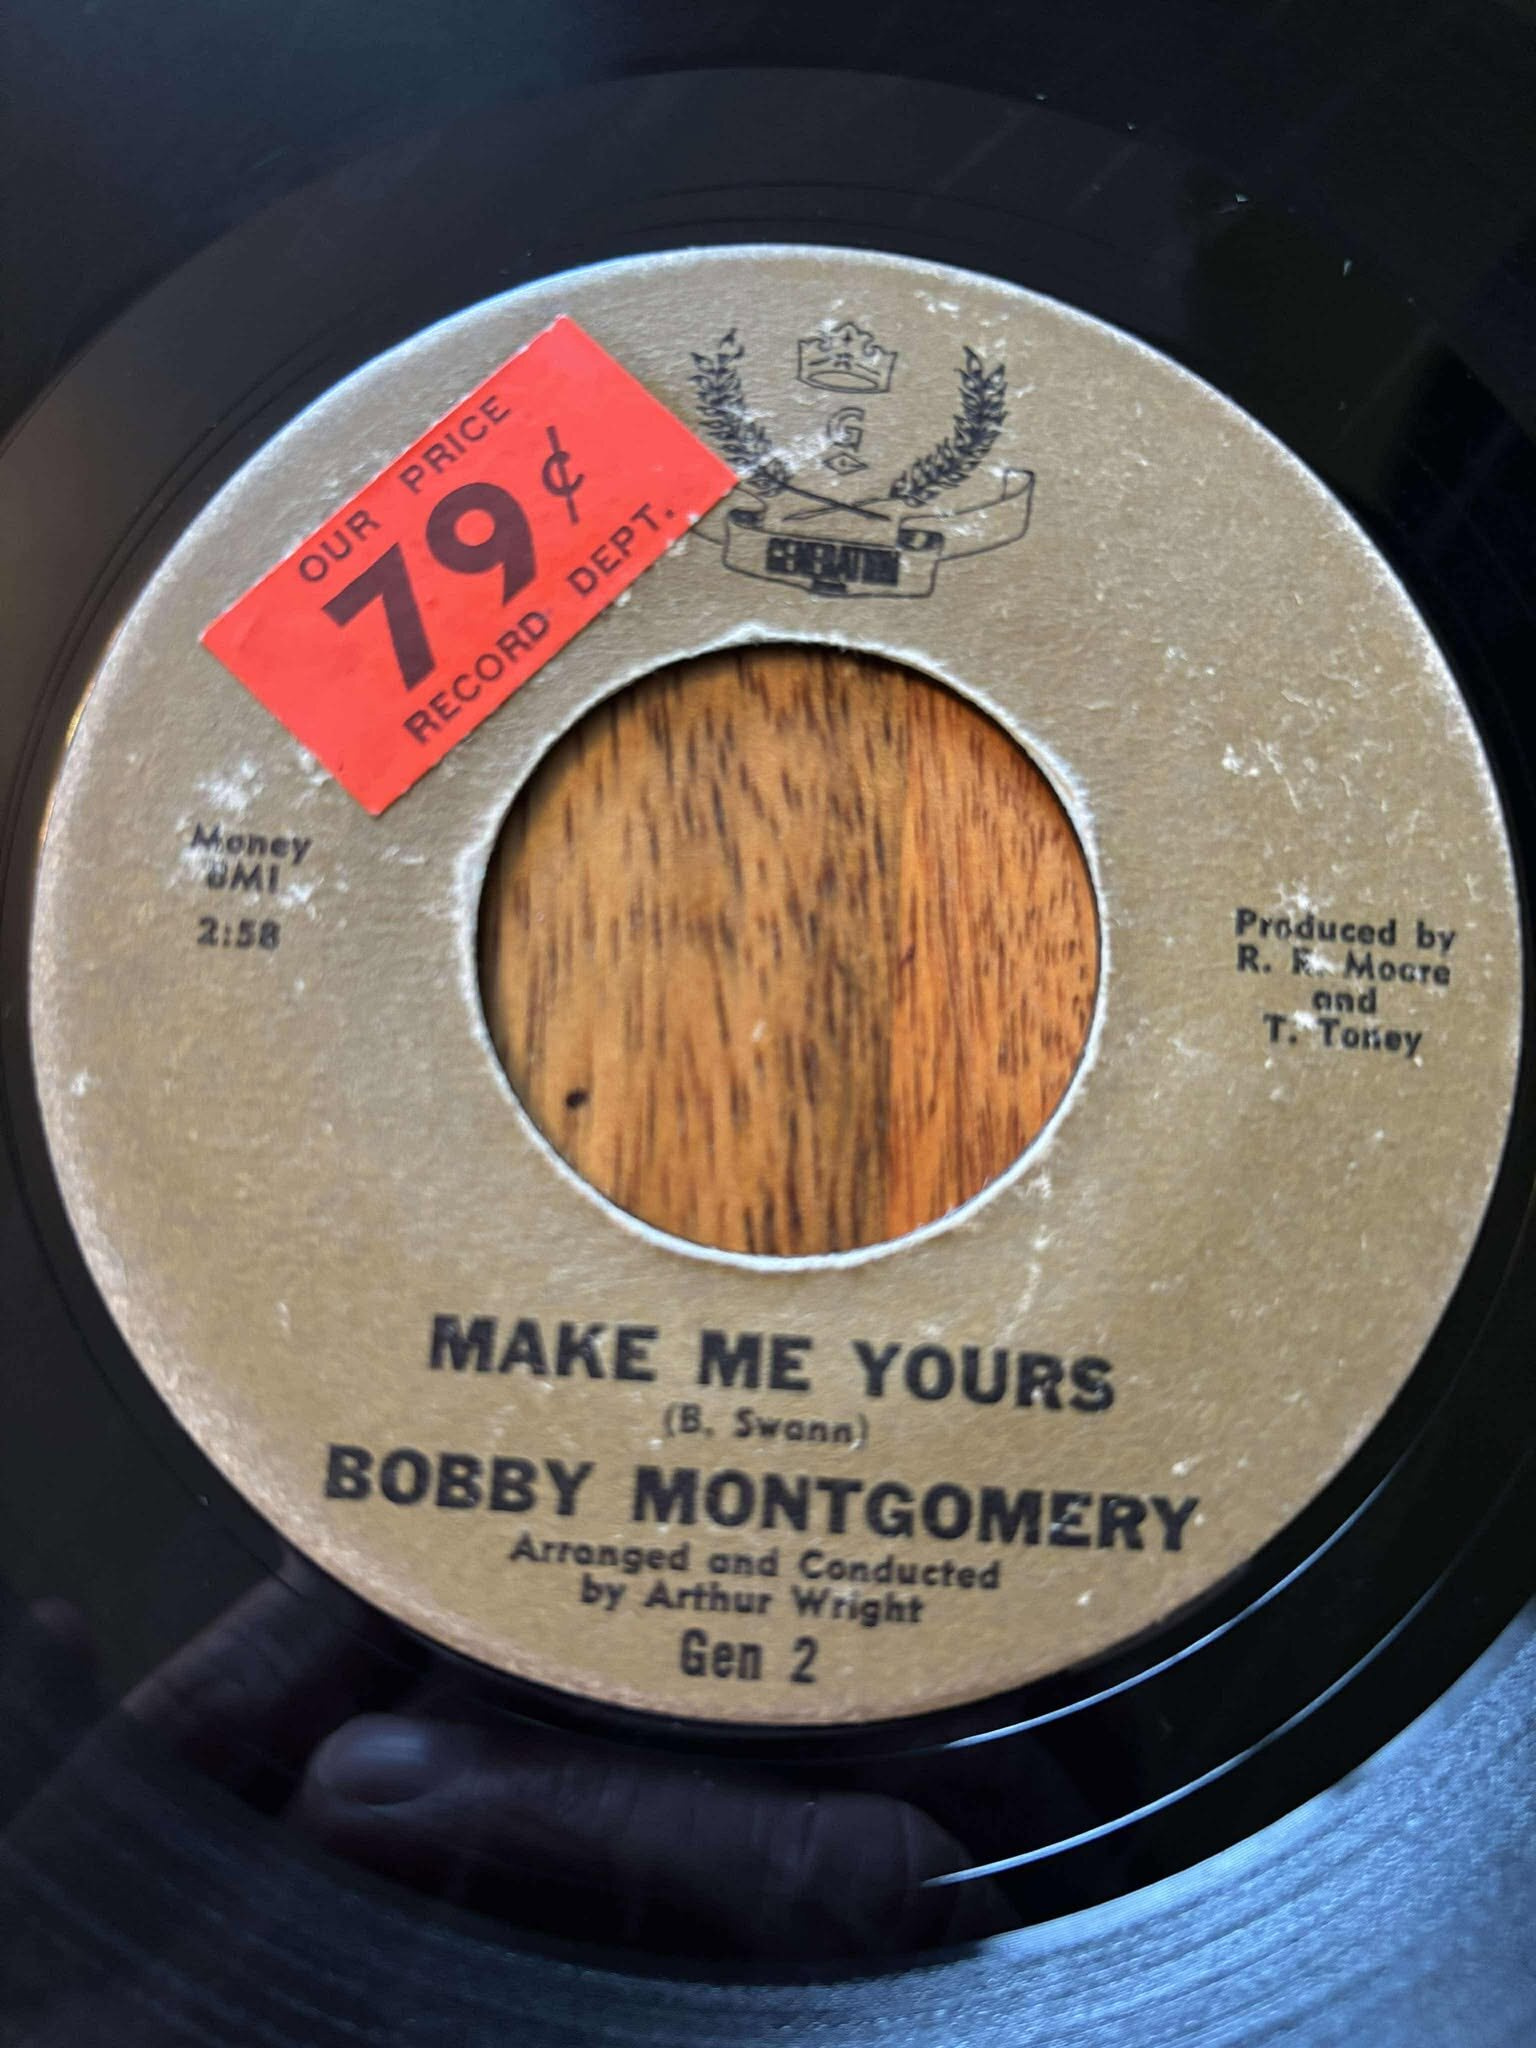 OUR PRICE
79¢
RECORD DEPT.
G
GENERATION
Money
BMI
2:58
Produced by
R. R. Moore
and
T. Toney
MAKE ME YOURS
(B. Swann)
BOBBY MONTGOMERY
Arranged and Conducted
by Arthur Wright
Gen 2